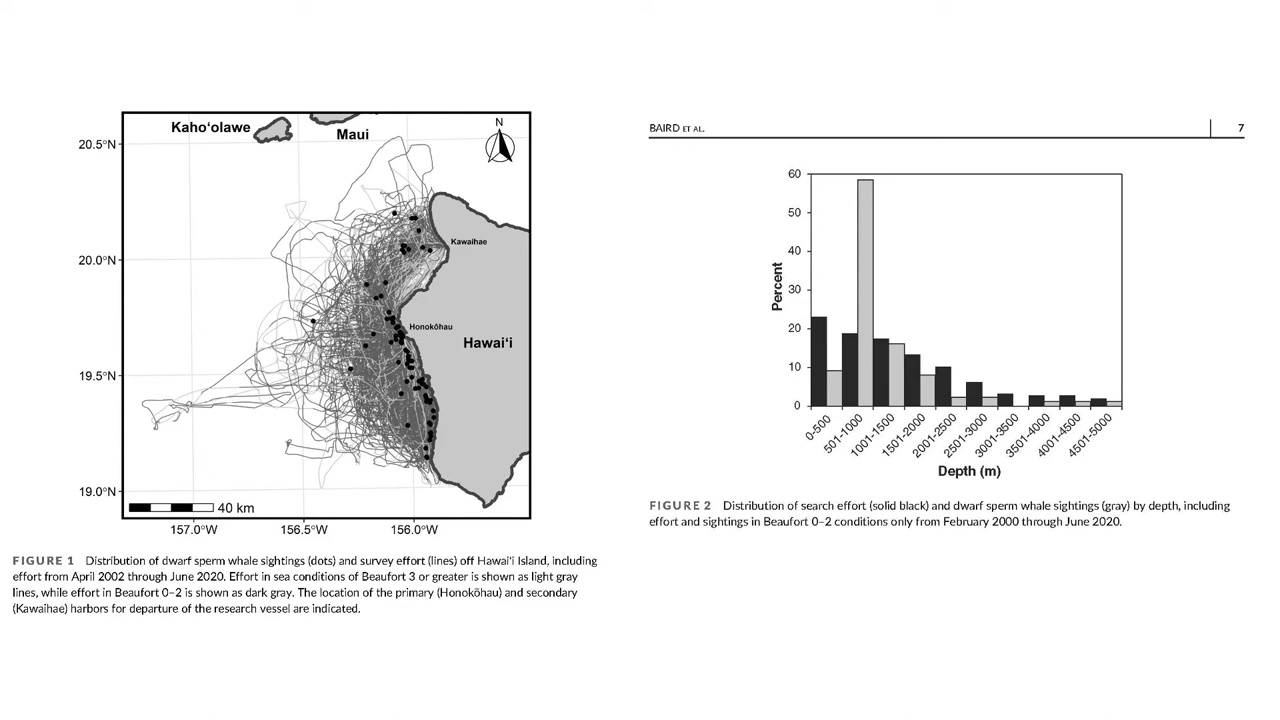 Kahoʻolawe
Maui
N
20.5°N
20.0°N
19.5°N
19.0°N
Kawaihae
Honokōhau
Hawaiʻi
40 km
157.0°W
156.5°W
156.0°W
FIGURE 1 Distribution of dwarf sperm whale sightings (dots) and survey effort (lines) off Hawaiʻi Island, including
effort from April 2002 through June 2020. Effort in sea conditions of Beaufort 3 or greater is shown as light gray
lines, while effort in Beaufort 0–2 is shown as dark gray. The location of the primary (Honokōhau) and secondary
(Kawaihae) harbors for departure of the research vessel are indicated.
BAIRD ET AL. 7
60
50
40
30
20
10
0
Percent
0-500
501-1000
1001-1500
1501-2000
2001-2500
2501-3000
3001-3500
3501-4000
4001-4500
4501-5000
Depth (m)
FIGURE 2 Distribution of search effort (solid black) and dwarf sperm whale sightings (gray) by depth, including
effort and sightings in Beaufort 0–2 conditions only from February 2000 through June 2020.